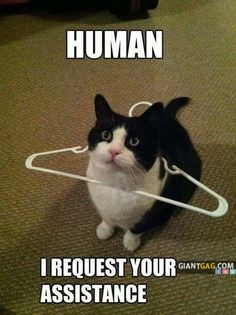 HUMAN
I REQUEST YOUR
GIANTGAG.COM
ASSISTANCE